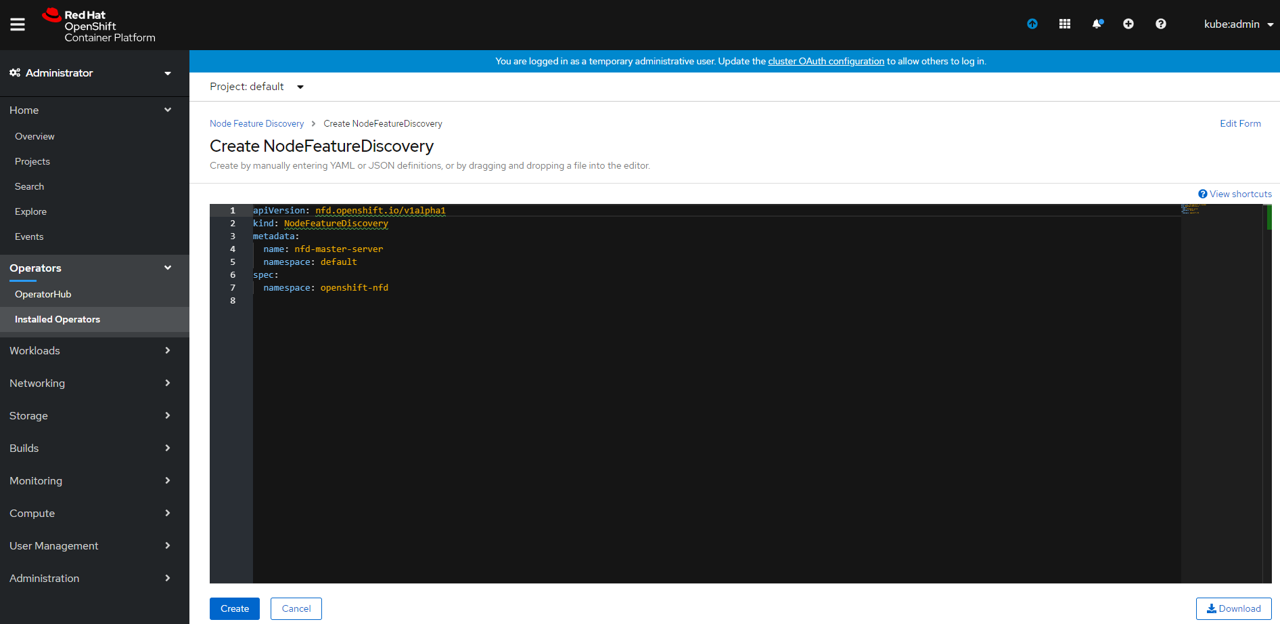 Red Hat
OpenShift
Container Platform
kube:admin
Administrator
You are logged in as a temporary administrative user. Update the cluster OAuth configuration to allow others to log in.
Project: default
Home
Overview
Projects
Search
Explore
Events
Operators
OperatorHub
Installed Operators
Workloads
Networking
Storage
Builds
Monitoring
Compute
User Management
Administration
Node Feature Discovery > Create NodeFeatureDiscovery
Edit Form
Create NodeFeatureDiscovery
Create by manually entering YAML or JSON definitions, or by dragging and dropping a file into the editor.
View shortcuts
1 apiVersion: nfd.openshift.io/v1alpha1
2 kind: NodeFeatureDiscovery
3 metadata:
4   name: nfd-master-server
5   namespace: default
6 spec:
7   namespace: openshift-nfd
8
Create
Cancel
Download